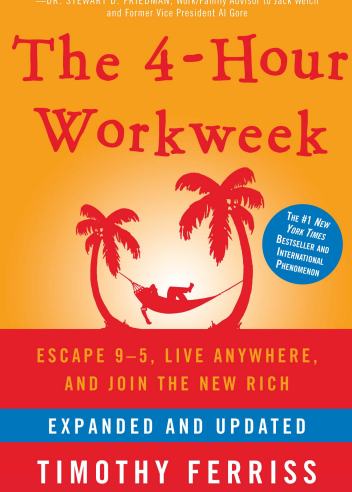 —DR. STEWART D. FRIEDMAN, Work/Family Advisor to Jack Welch
and Former Vice President Al Gore
The 4-Hour
Workweek
THE #1 NEW
YORK TIMES
BESTSELLER AND
INTERNATIONAL
PHENOMENON
ESCAPE 9–5, LIVE ANYWHERE,
AND JOIN THE NEW RICH
EXPANDED AND UPDATED
TIMOTHY FERRISS